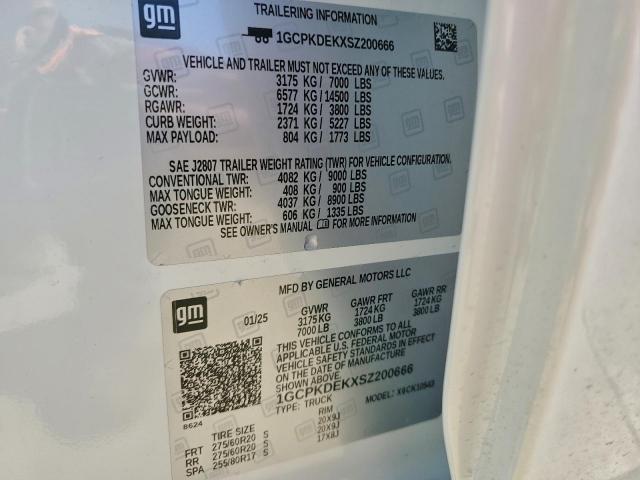 gm
TRAILERING INFORMATION
1GCPKDEKXSZ200666
VEHICLE AND TRAILER MUST NOT EXCEED ANY OF THESE VALUES.
GVWR: 3175 KG / 7000 LBS
GCWR: 6577 KG / 14500 LBS
RGAWR: 1724 KG / 3800 LBS
CURB WEIGHT: 2371 KG / 5227 LBS
MAX PAYLOAD: 804 KG / 1773 LBS
SAE J2807 TRAILER WEIGHT RATING (TWR) FOR VEHICLE CONFIGURATION.
CONVENTIONAL TWR: 4082 KG / 9000 LBS
MAX TONGUE WEIGHT: 408 KG / 900 LBS
GOOSENECK TWR: 4037 KG / 8900 LBS
MAX TONGUE WEIGHT: 606 KG / 1335 LBS
SEE OWNER'S MANUAL FOR MORE INFORMATION
MFD BY GENERAL MOTORS LLC
gm
01/25
GVWR GAWR FRT GAWR RR
3175 KG 1724 KG 1724 KG
7000 LB 3800 LB 3800 LB
THIS VEHICLE CONFORMS TO ALL
APPLICABLE U.S. FEDERAL MOTOR
VEHICLE SAFETY STANDARDS IN EFFECT
ON THE DATE OF MANUFACTURE
SHOWN ABOVE.
1GCPKDEKXSZ200666
TYPE: TRUCK MODEL: X9CK10543
8624
TIRE SIZE RIM
FRT 275/60R20 S 20X9J
RR 275/60R20 S 20X9J
SPA 255/80R17 S 17X8J